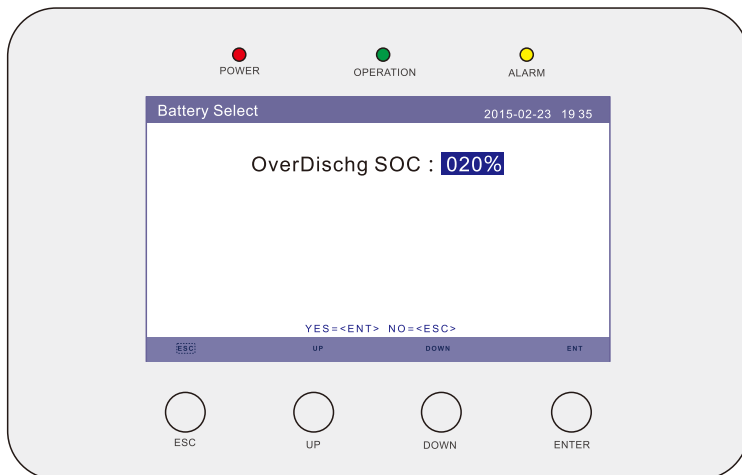 POWER OPERATION ALARM
Battery Select 2015-02-23 19 35
OverDischg SOC : 020%
YES=<ENT> NO=<ESC>
ESC UP DOWN ENT
ESC UP DOWN ENTER